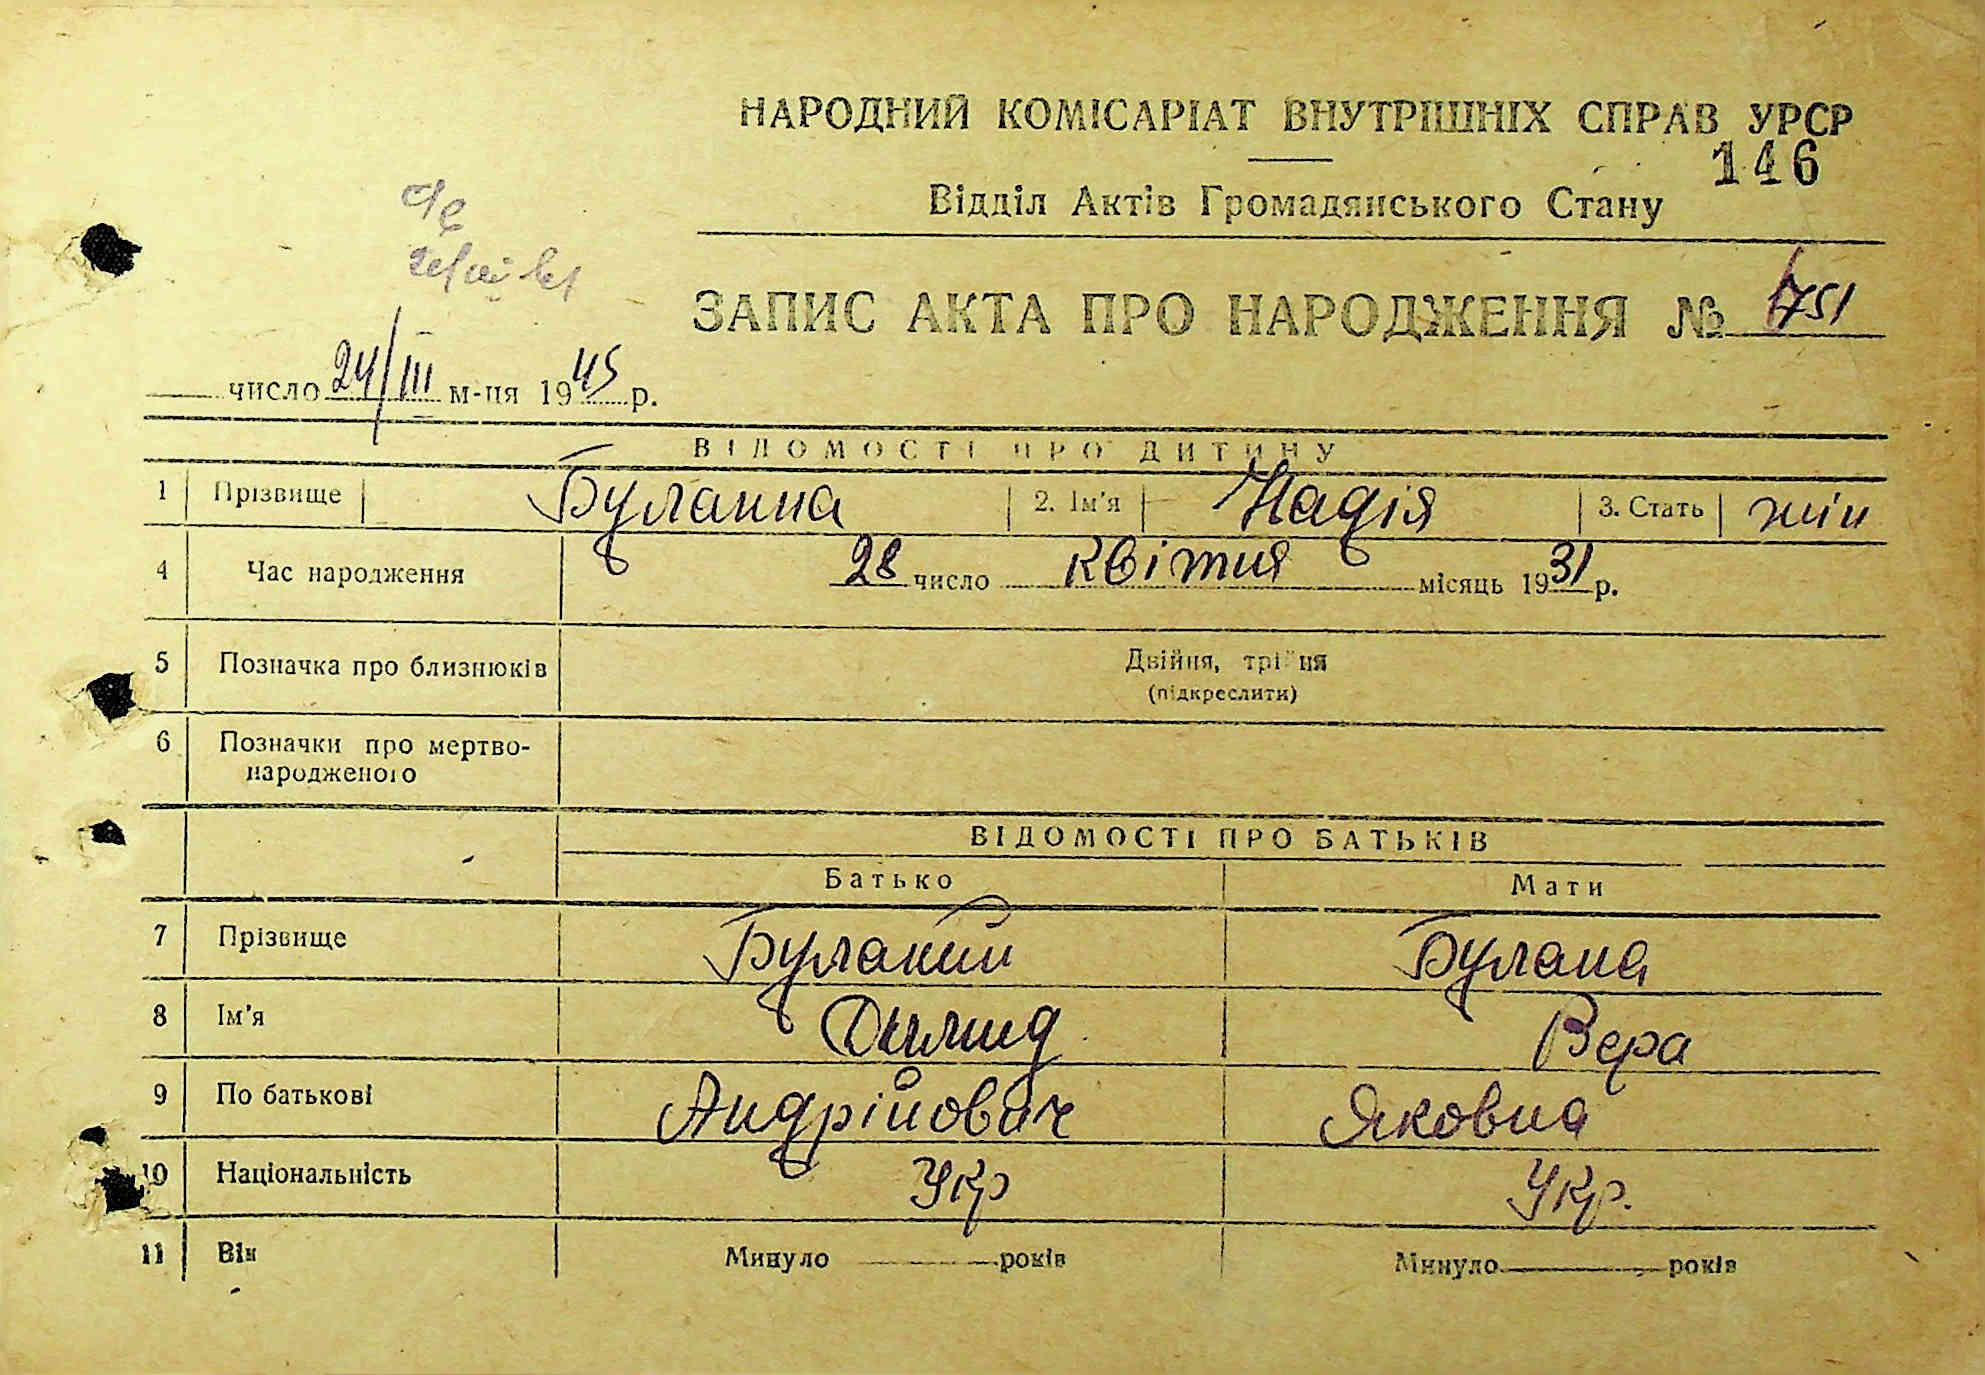 НАРОДНИЙ КОМІСАРІАТ ВНУТРІШНІХ СПРАВ УРСР
146
Відділ Актів Громадянського Стану
ЗАПИС АКТА ПРО НАРОДЖЕННЯ № 751
число 24/III м-ця 1945 р.
ВІДОМОСТІ ПРО ДИТИНУ
1 Прізвище Буланна 2. Ім'я Надія 3. Стать жін
4 Час народження 28 число квітня місяць 1931 р.
5 Позначка про близнюків Двійня, трійня
(підкреслити)
6 Позначки про мертво-
народженого
ВІДОМОСТІ ПРО БАТЬКІВ
Батько Мати
7 Прізвище Буланий Булана
8 Ім'я Вера
9 По батькові Андрійович Яковна
10 Національність Укр Укр.
11 Вік Минуло років Минуло років